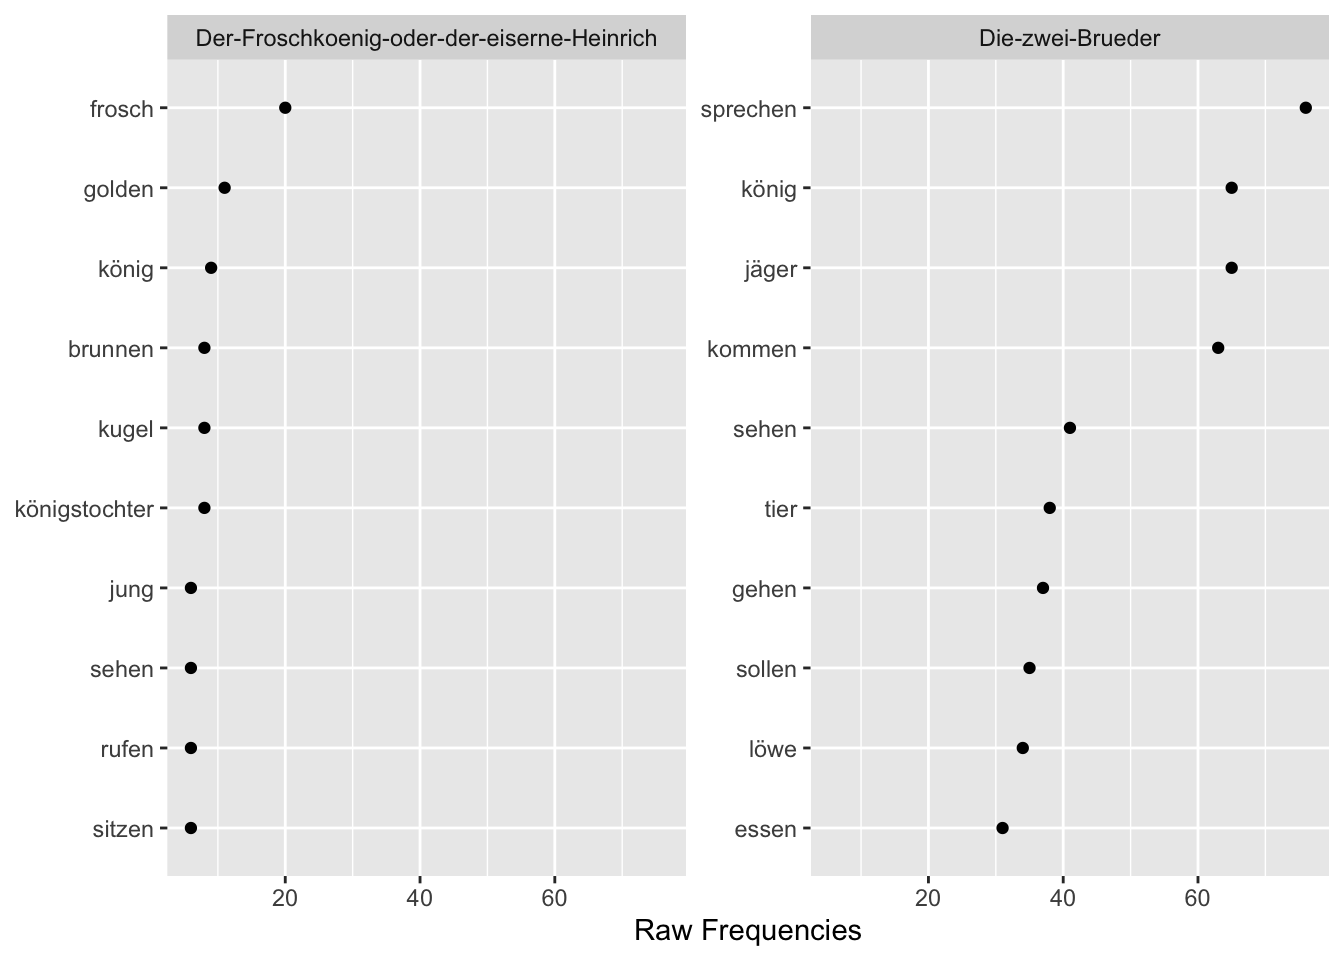 Der-Froschkoenig-oder-der-eiserne-Heinrich
frosch
golden
könig
brunnen
kugel
königstochter
jung
sehen
rufen
sitzen
20 40 60
Die-zwei-Brueder
sprechen
könig
jäger
kommen
sehen
tier
gehen
sollen
löwe
essen
20 40 60
Raw Frequencies